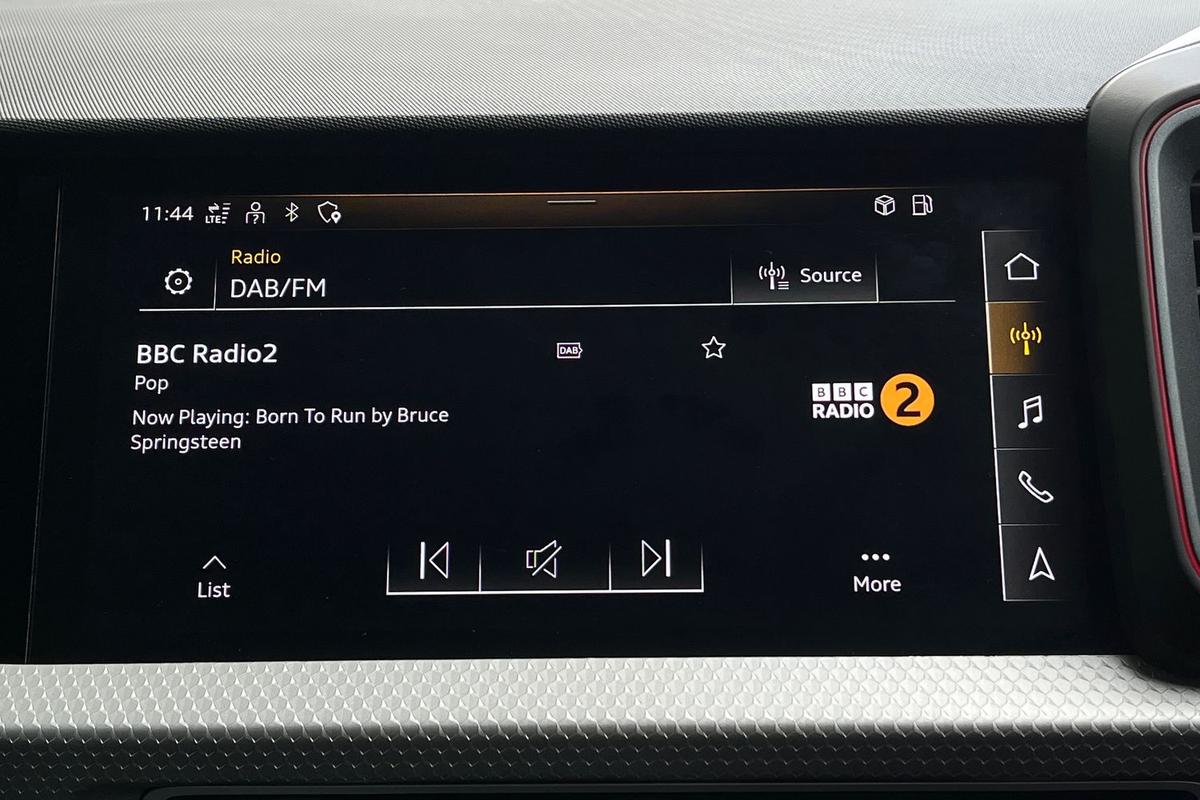 11:44 LTE
Radio
DAB/FM
Source
BBC Radio2
DAB
Pop
BBC
RADIO 2
Now Playing: Born To Run by Bruce
Springsteen
List
More